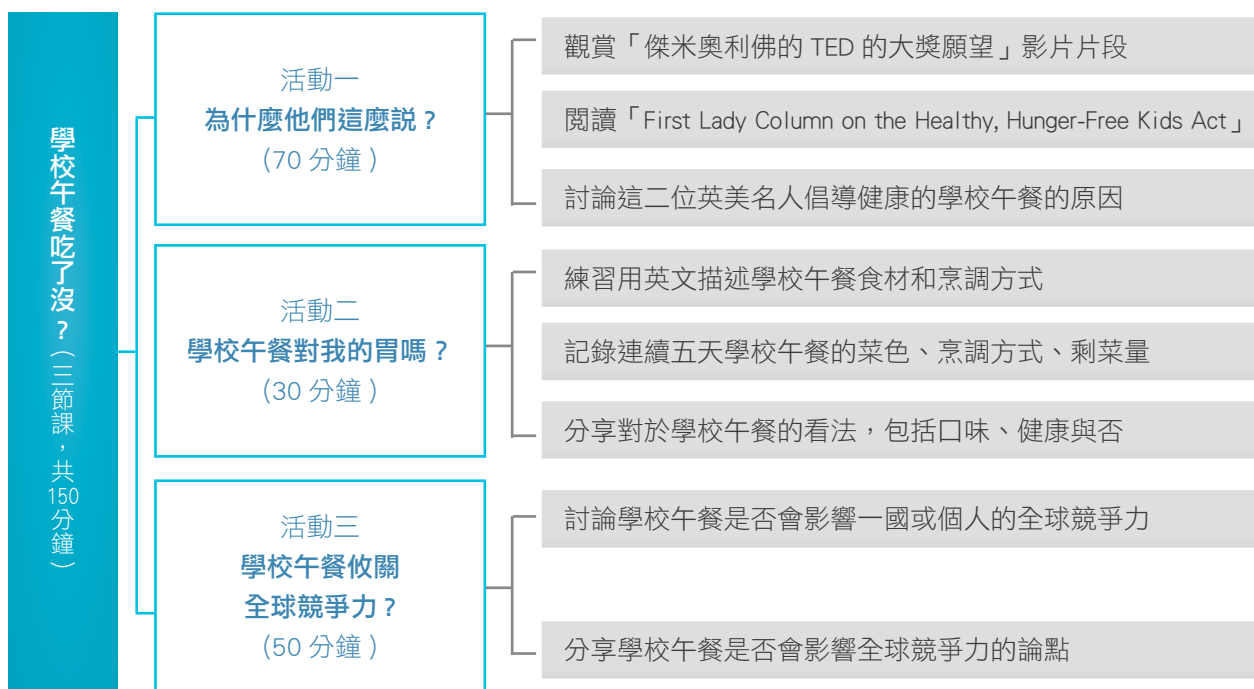 學校午餐吃了沒？（三節課，共150分鐘）
活動一
為什麼他們這麼説？
（70 分鐘）
觀賞「傑米奧利佛的 TED 的大獎願望」影片片段
閱讀「First Lady Column on the Healthy, Hunger-Free Kids Act」
討論這二位英美名人倡導健康的學校午餐的原因
活動二
學校午餐對我的胃嗎？
（30 分鐘）
練習用英文描述學校午餐食材和烹調方式
記錄連續五天學校午餐的菜色、烹調方式、剩菜量
分享對於學校午餐的看法，包括口味、健康與否
活動三
學校午餐攸關
全球競爭力？
（50 分鐘）
討論學校午餐是否會影響一國或個人的全球競爭力
分享學校午餐是否會影響全球競爭力的論點